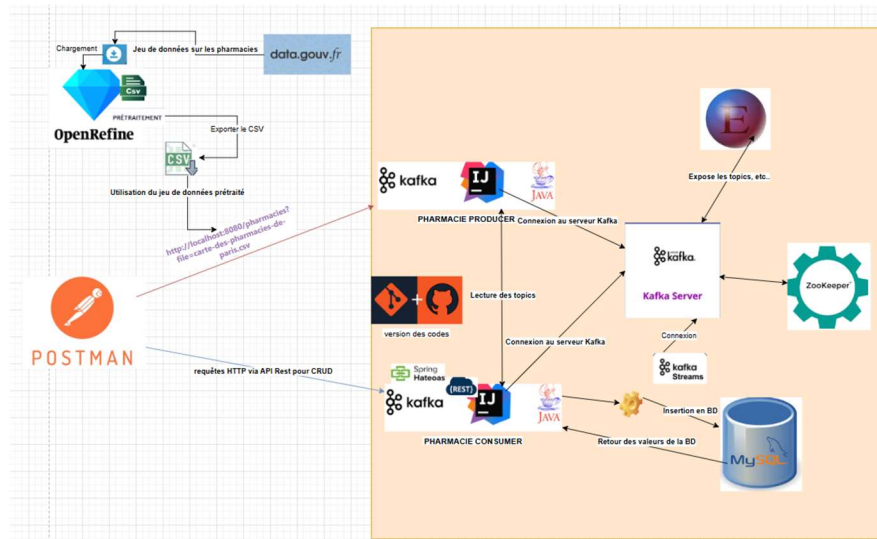 Chargement
Jeu de données sur les pharmacies
data.gouv.fr
Csv
PRÉTRAITEMENT
OpenRefine
Exporter le CSV
CSV
Utilisation du jeu de données prétraité
http://localhost:8080/pharmacies?
file=carte-des-pharmacies-de-
paris.csv
POSTMAN
requêtes HTTP via API Rest pour CRUD
kafka
IJ
JAVA
PHARMACIE PRODUCER
Connexion au serveur Kafka
E
Expose les topics, etc..
kafka
Kafka Server
ZooKeeper
+
version des codes
Lecture des topics
Connexion au serveur Kafka
Connexion
kafka
Streams
Spring
Hateoas
{REST}
kafka
IJ
JAVA
PHARMACIE CONSUMER
Insertion en BD
Retour des valeurs de la BD
MySQL